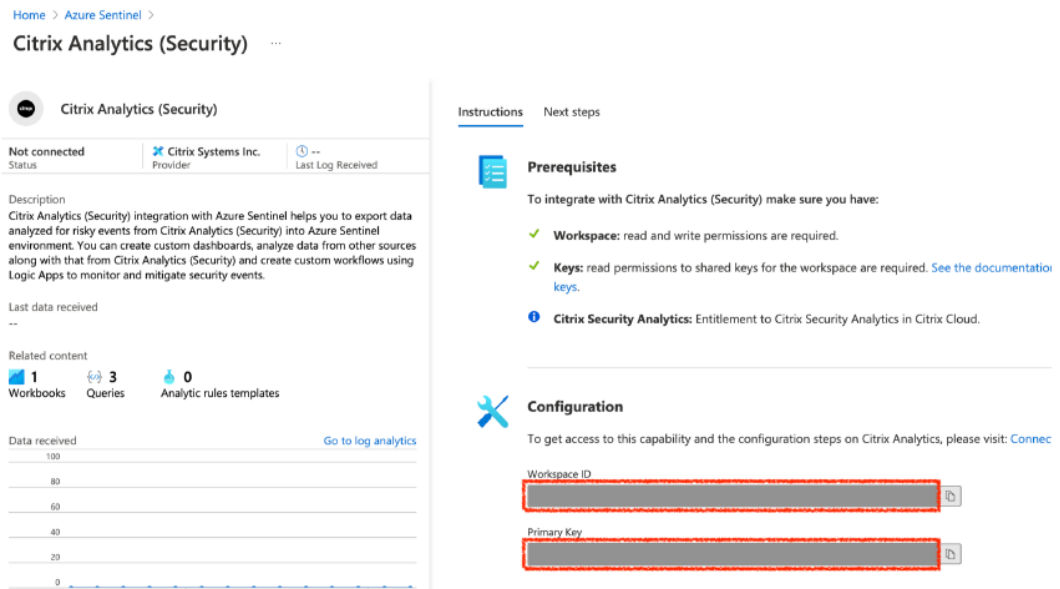 Home > Azure Sentinel >
Citrix Analytics (Security) ...
Citrix Analytics (Security)
Not connected
Status
Citrix Systems Inc.
Provider
--
Last Log Received
Description
Citrix Analytics (Security) integration with Azure Sentinel helps you to export data
analyzed for risky events from Citrix Analytics (Security) into Azure Sentinel
environment. You can create custom dashboards, analyze data from other sources
along with that from Citrix Analytics (Security) and create custom workflows using
Logic Apps to monitor and mitigate security events.
Last data received
--
Related content
1
Workbooks
3
Queries
0
Analytic rules templates
Data received
Go to log analytics
100
80
60
40
20
0
Instructions
Next steps
Prerequisites
To integrate with Citrix Analytics (Security) make sure you have:
Workspace: read and write permissions are required.
Keys: read permissions to shared keys for the workspace are required. See the documentation
keys.
Citrix Security Analytics: Entitlement to Citrix Security Analytics in Citrix Cloud.
Configuration
To get access to this capability and the configuration steps on Citrix Analytics, please visit: Connec
Workspace ID
Primary Key